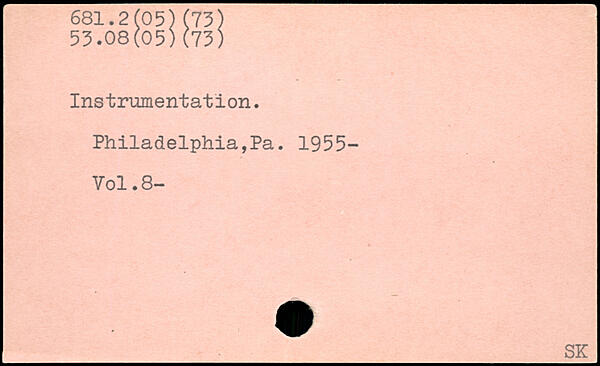 681.2(05)(73)
53.08(05)(73)
Instrumentation.
Philadelphia,Pa. 1955-
Vol.8-
SK